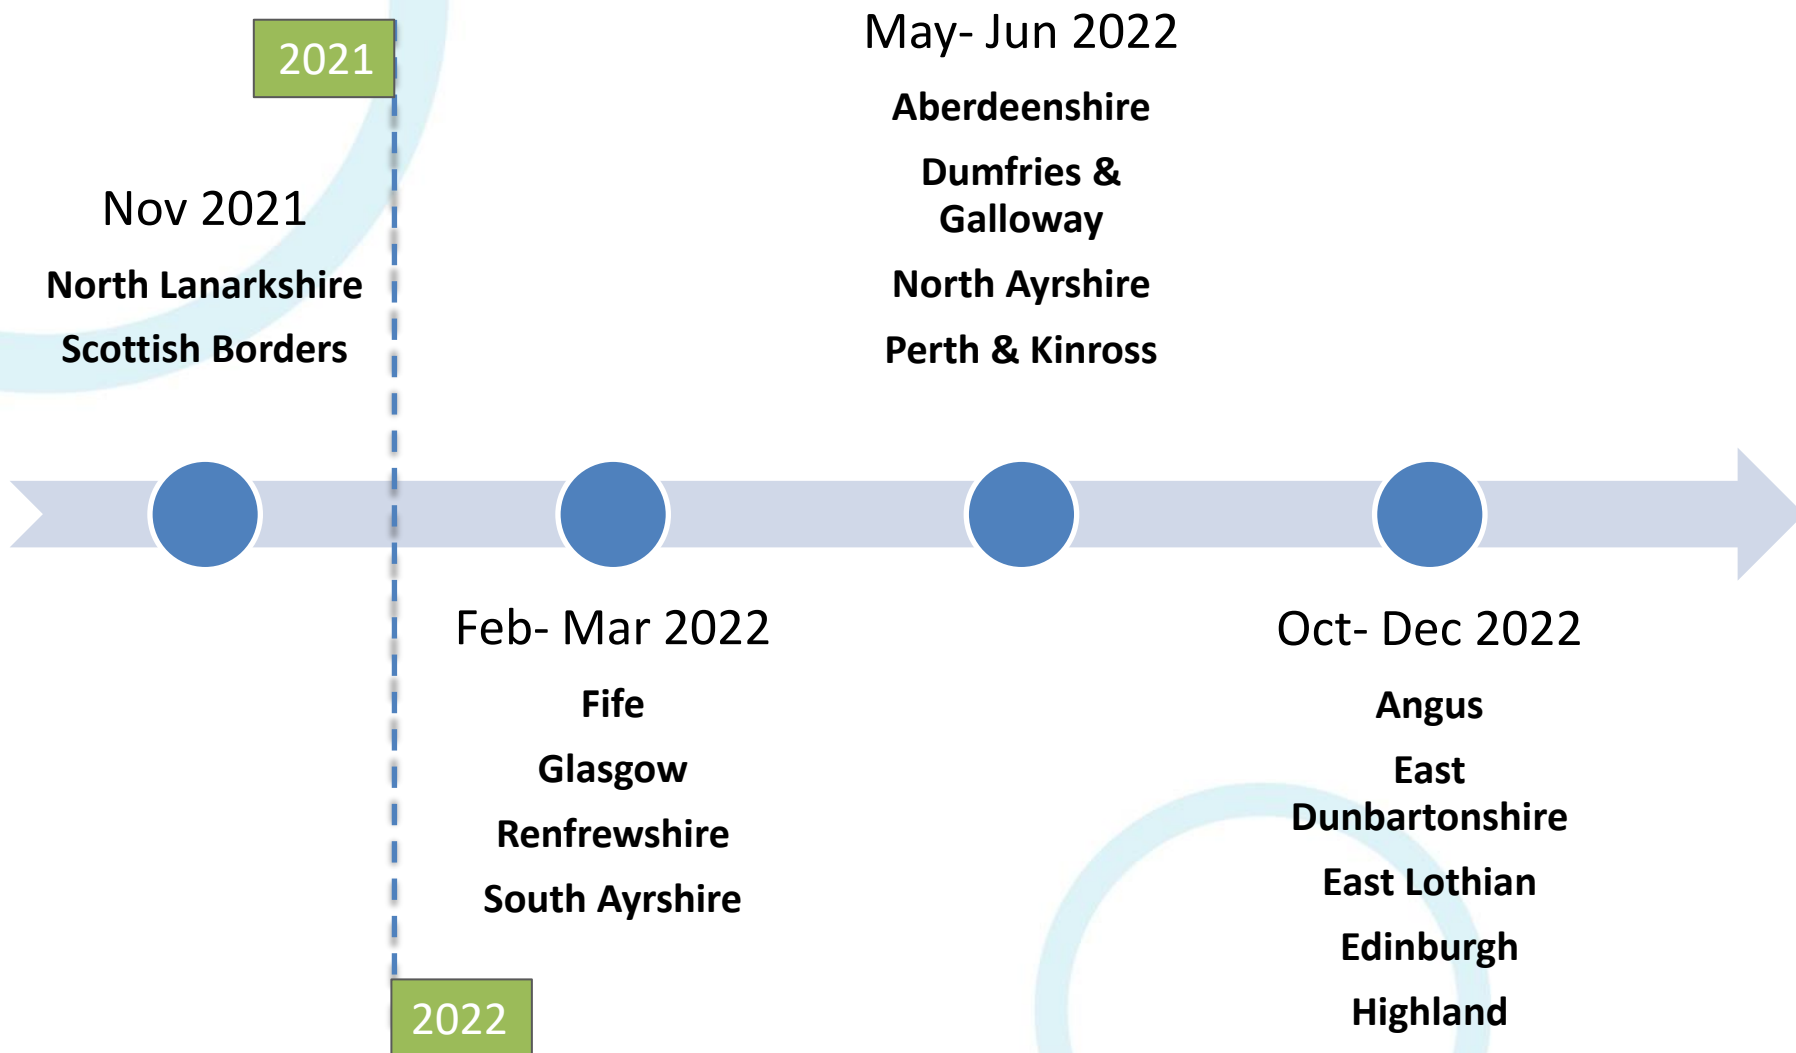 2021
Nov 2021
North Lanarkshire
Scottish Borders
May- Jun 2022
Aberdeenshire
Dumfries &
Galloway
North Ayrshire
Perth & Kinross
Feb- Mar 2022
Fife
Glasgow
Renfrewshire
South Ayrshire
Oct- Dec 2022
Angus
East
Dunbartonshire
East Lothian
Edinburgh
Highland
2022